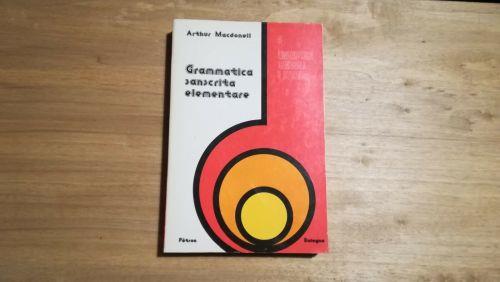 Arthur Macdonell
Grammatica
sanscrita
elementare
Pàtron
Bologna